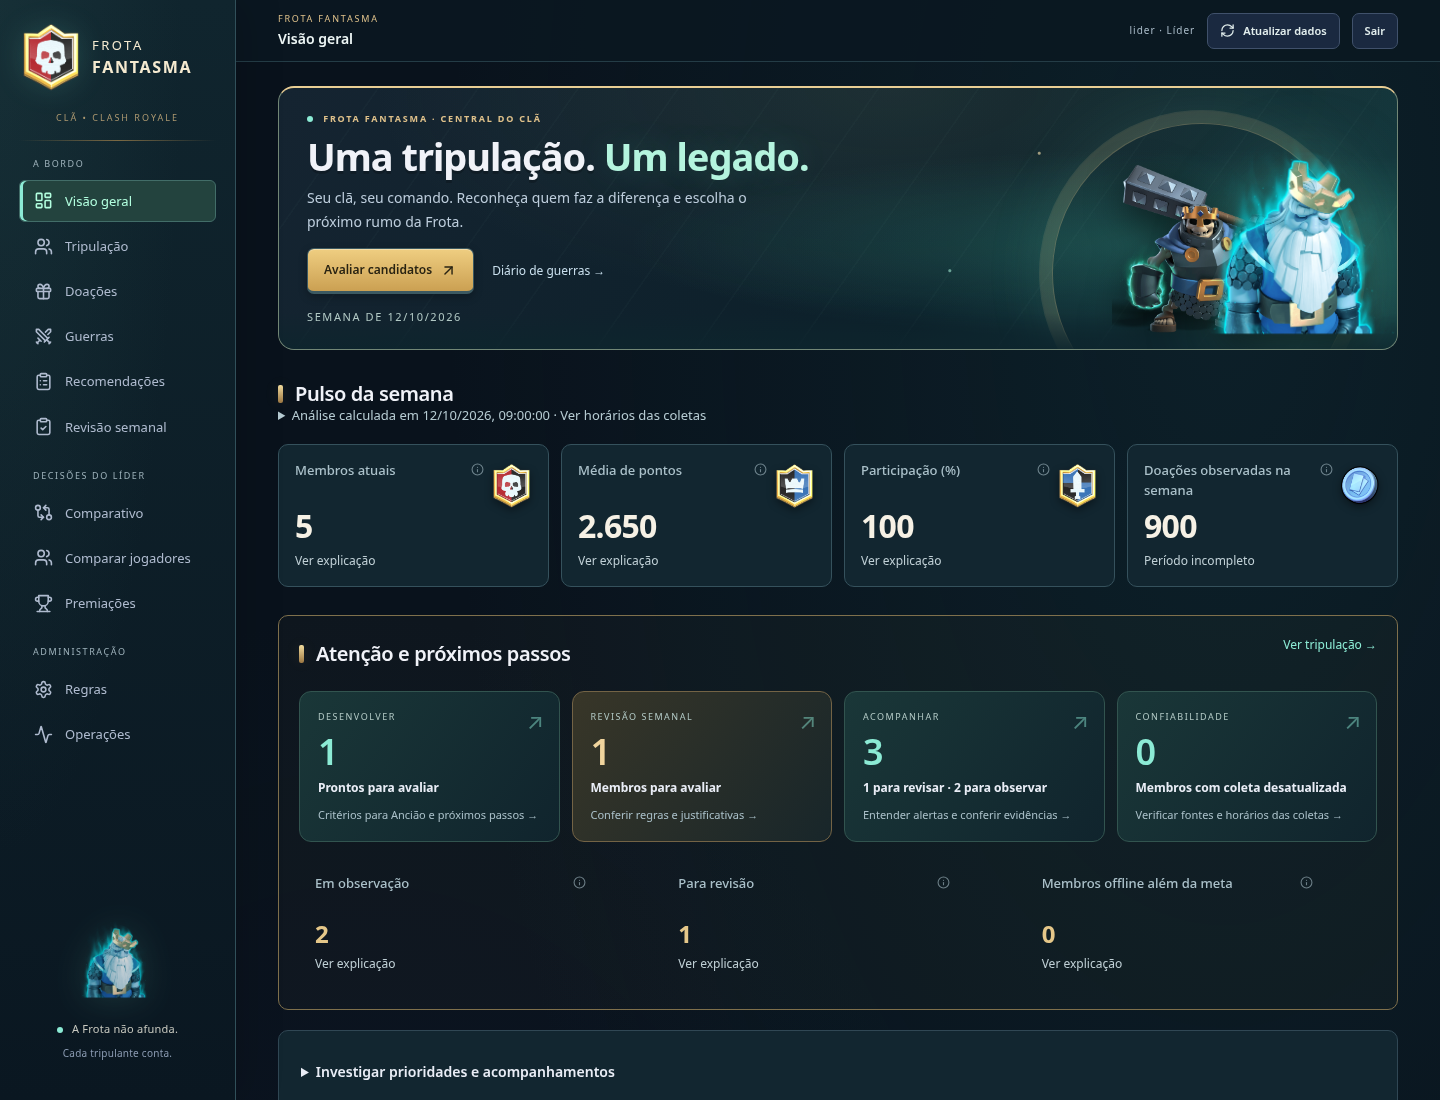 FROTA
FANTASMA
CLÃ • CLASH ROYALE
A BORDO
Visão geral
Tripulação
Doações
Guerras
Recomendações
Revisão semanal
DECISÕES DO LÍDER
Comparativo
Comparar jogadores
Premiações
ADMINISTRAÇÃO
Regras
Operações
A Frota não afunda.
Cada tripulante conta.
FROTA FANTASMA
Visão geral
lider · Líder
Atualizar dados
Sair
FROTA FANTASMA · CENTRAL DO CLÃ
Uma tripulação. Um legado.
Seu clã, seu comando. Reconheça quem faz a diferença e escolha o
próximo rumo da Frota.
Avaliar candidatos
Diário de guerras →
SEMANA DE 12/10/2026
Pulso da semana
▶ Análise calculada em 12/10/2026, 09:00:00 · Ver horários das coletas
Membros atuais
5
Ver explicação
Média de pontos
2.650
Ver explicação
Participação (%)
100
Ver explicação
Doações observadas na
semana
900
Período incompleto
Atenção e próximos passos
Ver tripulação →
DESENVOLVER
1
Prontos para avaliar
Critérios para Ancião e próximos passos →
REVISÃO SEMANAL
1
Membros para avaliar
Conferir regras e justificativas →
ACOMPANHAR
3
1 para revisar · 2 para observar
Entender alertas e conferir evidências →
CONFIABILIDADE
0
Membros com coleta desatualizada
Verificar fontes e horários das coletas →
Em observação
2
Ver explicação
Para revisão
1
Ver explicação
Membros offline além da meta
0
Ver explicação
▶ Investigar prioridades e acompanhamentos